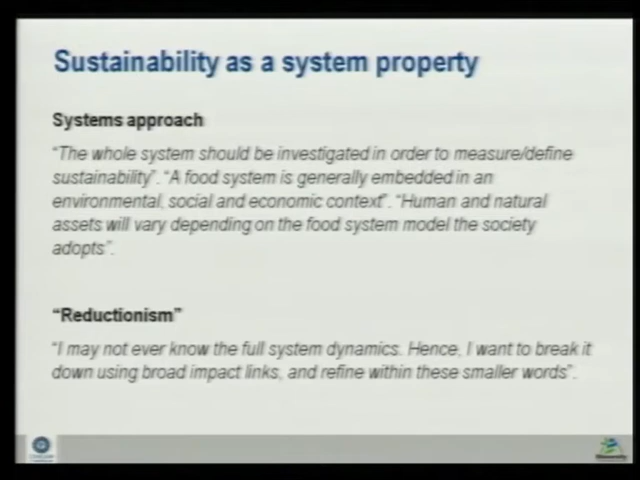 Sustainability as a system property
Systems approach
“The whole system should be investigated in order to measure/define
sustainability”. “A food system is generally embedded in an
environmental, social and economic context”. “Human and natural
assets will vary depending on the food system model the society
adopts”.
“Reductionism”
“I may not ever know the full system dynamics. Hence, I want to break it
down using broad impact links, and refine within these smaller words”.